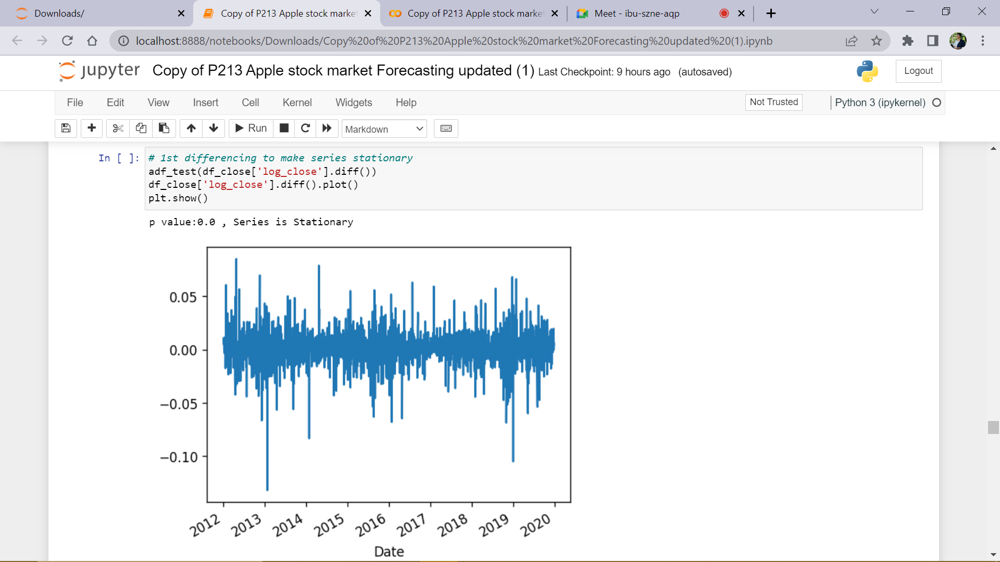 Downloads/
Copy of P213 Apple stock market
Copy of P213 Apple stock market
Meet - ibu-szne-aqp
localhost:8888/notebooks/Downloads/Copy%20of%20P213%20Apple%20stock%20market%20Forecasting%20updated%20(1).ipynb
jupyter Copy of P213 Apple stock market Forecasting updated (1) Last Checkpoint: 9 hours ago (autosaved)
Logout
File Edit View Insert Cell Kernel Widgets Help
Not Trusted
Python 3 (ipykernel)
Run
Markdown
In [ ]: # 1st differencing to make series stationary
adf_test(df_close['log_close'].diff())
df_close['log_close'].diff().plot()
plt.show()
p value:0.0 , Series is Stationary
0.05
0.00
−0.05
−0.10
2012 2013 2014 2015 2016 2017 2018 2019 2020
Date